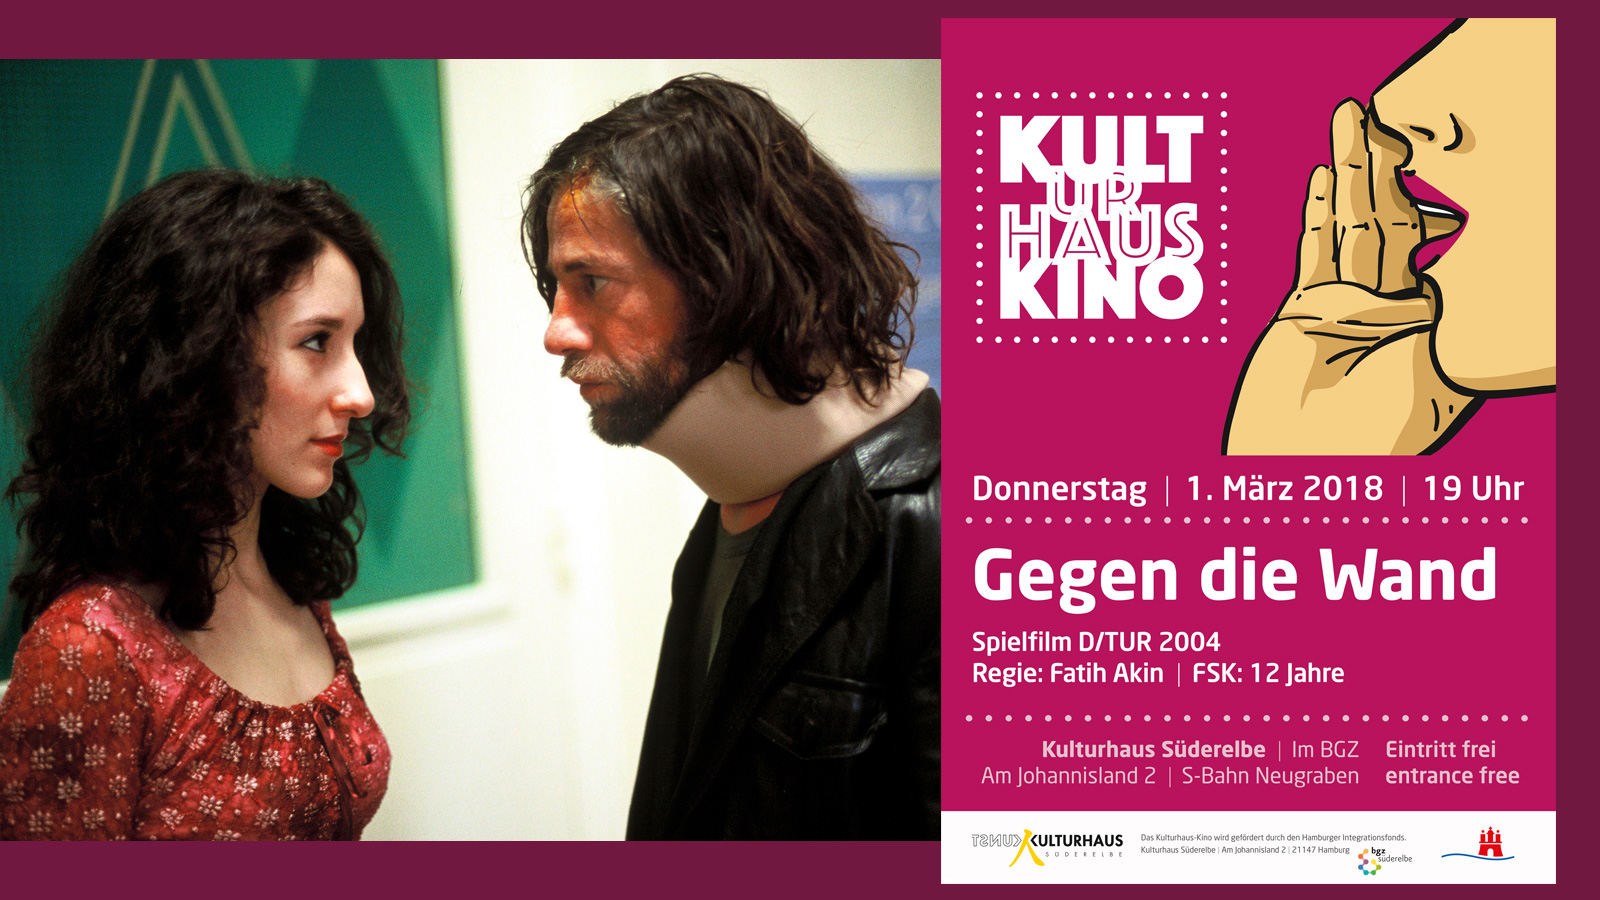 KULT
UR
HAUS
KINO
Donnerstag | 1. März 2018 | 19 Uhr
Gegen die Wand
Spielfilm D/TUR 2004
Regie: Fatih Akin | FSK: 12 Jahre
Kulturhaus Süderelbe | Im BGZ
Am Johannisland 2 | S-Bahn Neugraben
Eintritt frei
entrance free
KUNST KULTURHAUS
SÜDERELBE
Das Kulturhaus-Kino wird gefördert durch den Hamburger Integrationsfonds.
Kulturhaus Süderelbe | Am Johannisland 2 | 21147 Hamburg
bgz
süderelbe